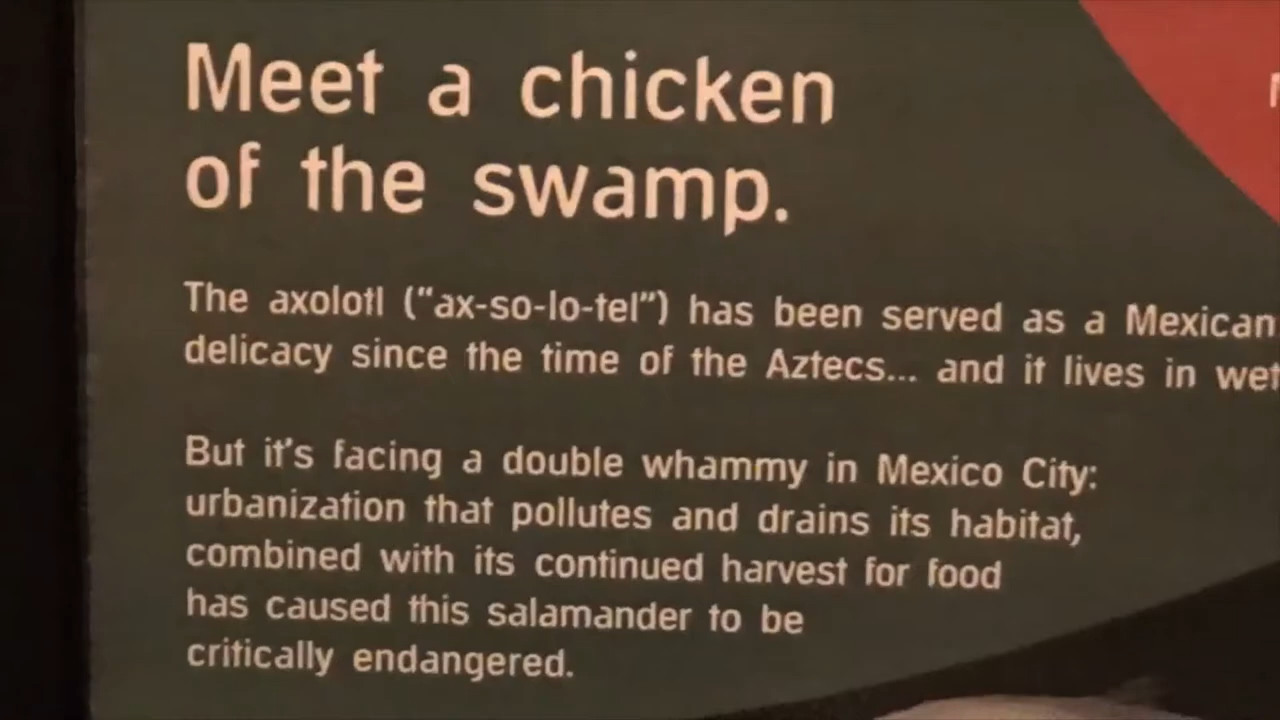 Meet a chicken
of the swamp.
The axolotl (“ax-so-lo-tel”) has been served as a Mexican
delicacy since the time of the Aztecs... and it lives in wet
But it's facing a double whammy in Mexico City:
urbanization that pollutes and drains its habitat,
combined with its continued harvest for food
has caused this salamander to be
critically endangered.